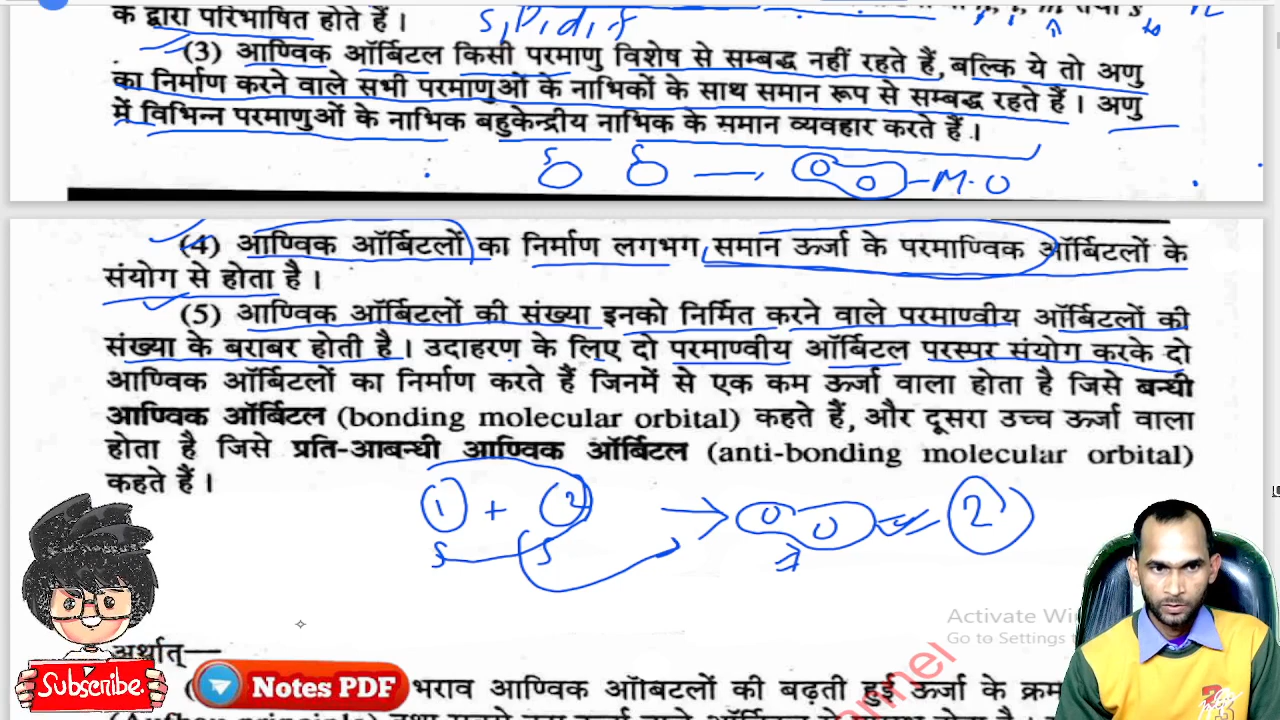 के द्वारा परिभाषित होते हैं।
s, p, d, f
(3) आण्विक ऑर्बिटल किसी परमाणु विशेष से सम्बद्ध नहीं रहते हैं, बल्कि ये तो अणु
का निर्माण करने वाले सभी परमाणुओं के नाभिकों के साथ समान रूप से सम्बद्ध रहते हैं। अणु
में विभिन्न परमाणुओं के नाभिक बहुकेन्द्रीय नाभिक के समान व्यवहार करते हैं।
M.O
(4) आण्विक ऑर्बिटलों का निर्माण लगभग समान ऊर्जा के परमाण्विक ऑर्बिटलों के
संयोग से होता है।
(5) आण्विक ऑर्बिटलों की संख्या इनको निर्मित करने वाले परमाण्वीय ऑर्बिटलों की
संख्या के बराबर होती है। उदाहरण के लिए दो परमाण्वीय ऑर्बिटल परस्पर संयोग करके दो
आण्विक ऑर्बिटलों का निर्माण करते हैं जिनमें से एक कम ऊर्जा वाला होता है जिसे बन्धी
आण्विक ऑर्बिटल (bonding molecular orbital) कहते हैं, और दूसरा उच्च ऊर्जा वाला
होता है जिसे प्रति-आबन्धी आण्विक ऑर्बिटल (anti-bonding molecular orbital)
कहते हैं।
1 + 2 → 2
Activate Wi
Go to Settings
अर्थात्—
Subscribe.
Notes PDF
भराव आण्विक ऑर्बिटलों की बढ़ती हुई ऊर्जा के क्रम